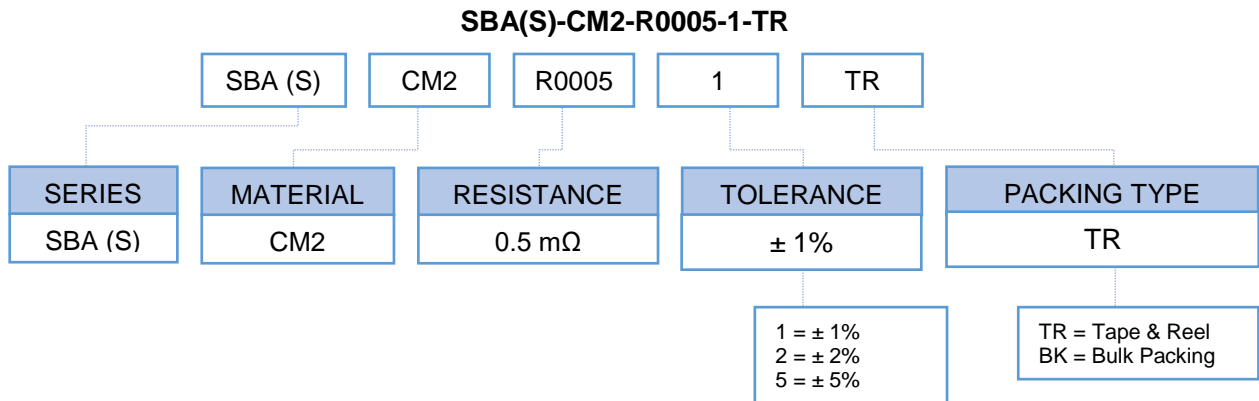 SBA(S)-CM2-R0005-1-TR
SBA (S)
CM2
R0005
1
TR
SERIES
MATERIAL
RESISTANCE
TOLERANCE
PACKING TYPE
SBA (S)
CM2
0.5 mΩ
± 1%
TR
1 = ± 1%
2 = ± 2%
5 = ± 5%
TR = Tape & Reel
BK = Bulk Packing